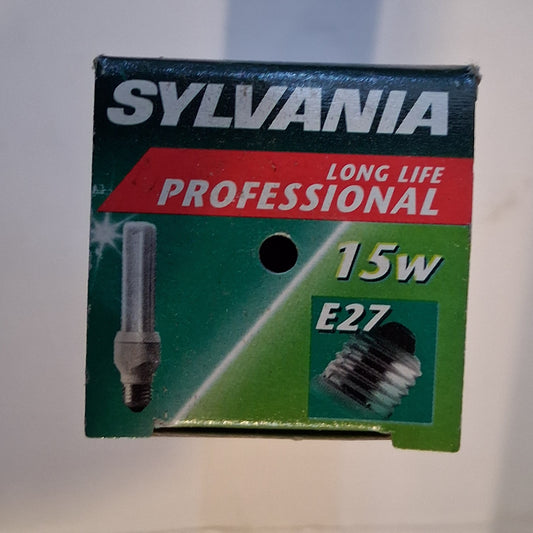 SYLVANIA
LONG LIFE
PROFESSIONAL
15w
E27